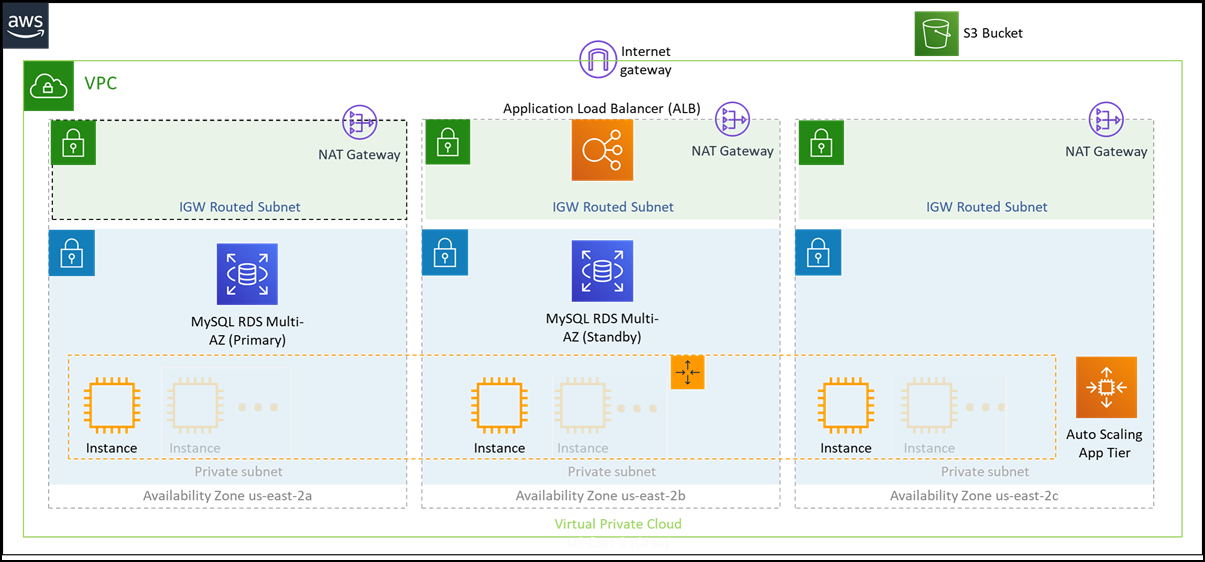 aws
S3 Bucket
Internet
gateway
VPC
Application Load Balancer (ALB)
NAT Gateway
NAT Gateway
NAT Gateway
IGW Routed Subnet
IGW Routed Subnet
IGW Routed Subnet
MySQL RDS Multi-
AZ (Primary)
MySQL RDS Multi-
AZ (Standby)
Instance
Instance
Instance
Instance
Instance
Instance
Auto Scaling
App Tier
Private subnet
Private subnet
Private subnet
Availability Zone us-east-2a
Availability Zone us-east-2b
Availability Zone us-east-2c
Virtual Private Cloud